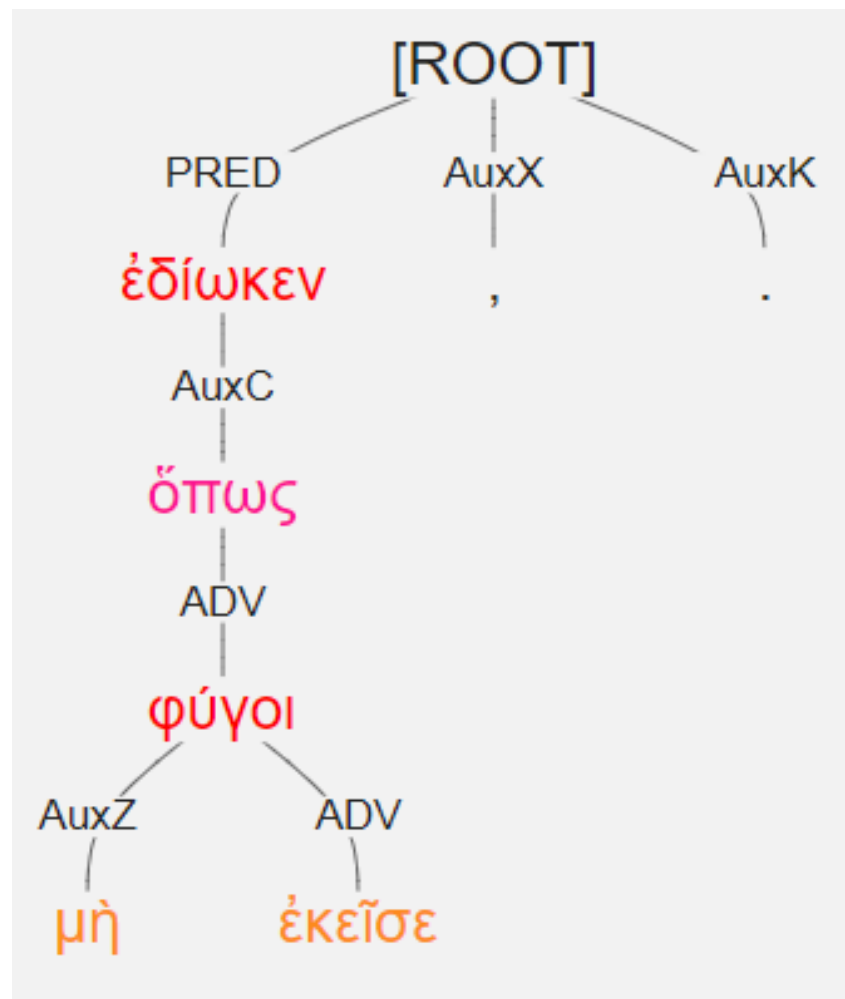 [ROOT]
PRED AuxX AuxK
ἐδίωκεν , .
AuxC
ὅπως
ADV
φύγοι
AuxZ ADV
μὴ ἐκεῖσε